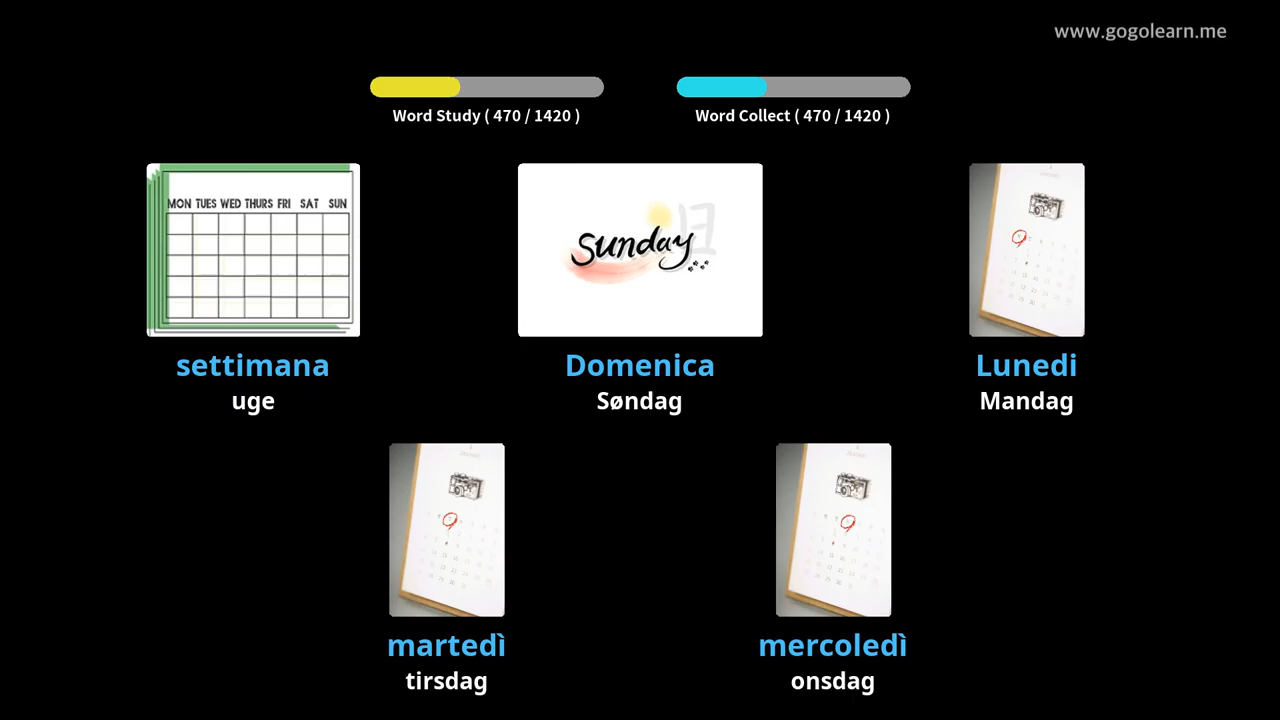 www.gogolearn.me
Word Study ( 470 / 1420 )
Word Collect ( 470 / 1420 )
MON TUES WED THURS FRI SAT SUN
Sunday
日
settimana
uge
Domenica
Søndag
Lunedi
Mandag
martedì
tirsdag
mercoledì
onsdag